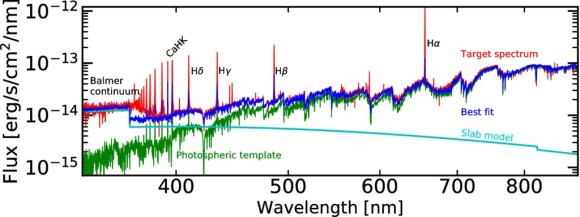 Flux [erg/s/cm²/nm]
10⁻¹²
10⁻¹³
10⁻¹⁴
10⁻¹⁵
Balmer
continuum
CaHK
Hδ
Hγ
Hβ
Hα
Target spectrum
Best fit
Slab model
Photospheric template
400 500 600 700 800
Wavelength [nm]